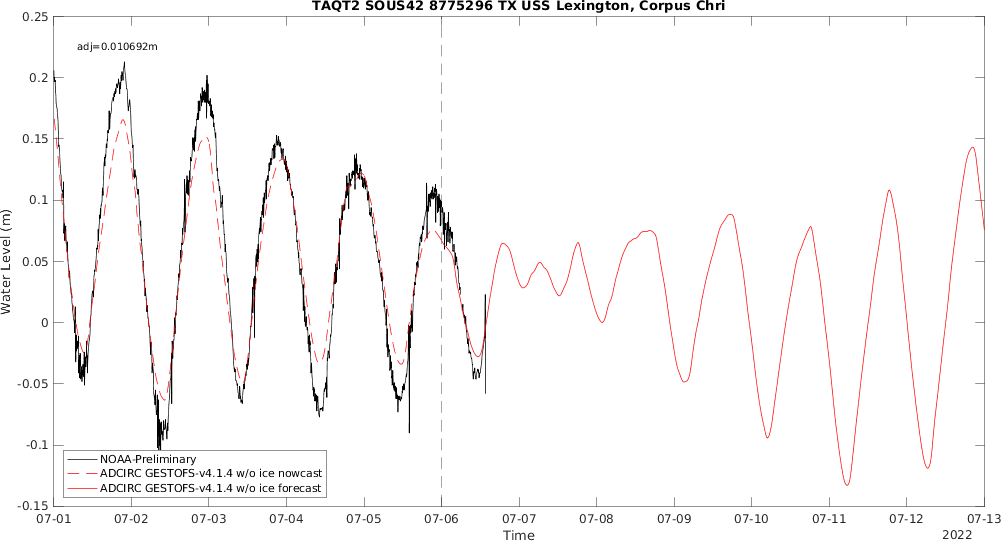 TAQT2 SOUS42 8775296 TX USS Lexington, Corpus Chri
adj=0.010692m
0.25
0.2
0.15
0.1
0.05
0
-0.05
-0.1
-0.15
Water Level (m)
NOAA-Preliminary
ADCIRC GESTOFS-v4.1.4 w/o ice nowcast
ADCIRC GESTOFS-v4.1.4 w/o ice forecast
07-01 07-02 07-03 07-04 07-05 07-06 07-07 07-08 07-09 07-10 07-11 07-12 07-13
Time
2022